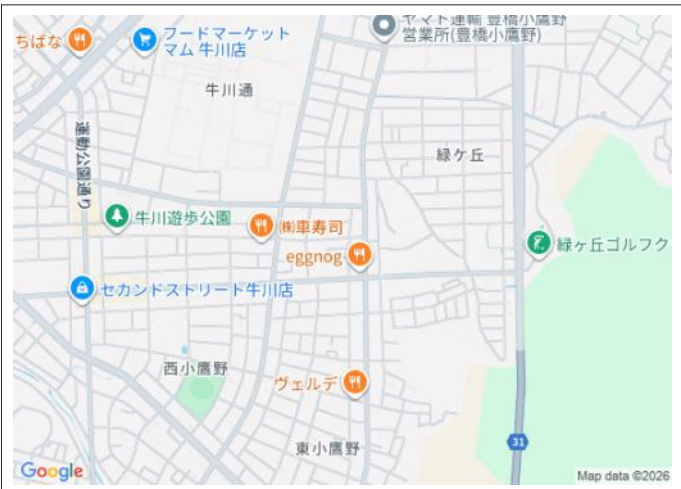 ちばな
フードマーケット
マム 牛川店
ヤマト運輸 豊橋小鷹野
営業所(豊橋小鷹野)
牛川通
運動公園通り
緑ケ丘
牛川遊歩公園
㈱車寿司
eggnog
緑ヶ丘ゴルフク
セカンドストリート牛川店
西小鷹野
ヴェルデ
東小鷹野
31
Google
Map data ©2026